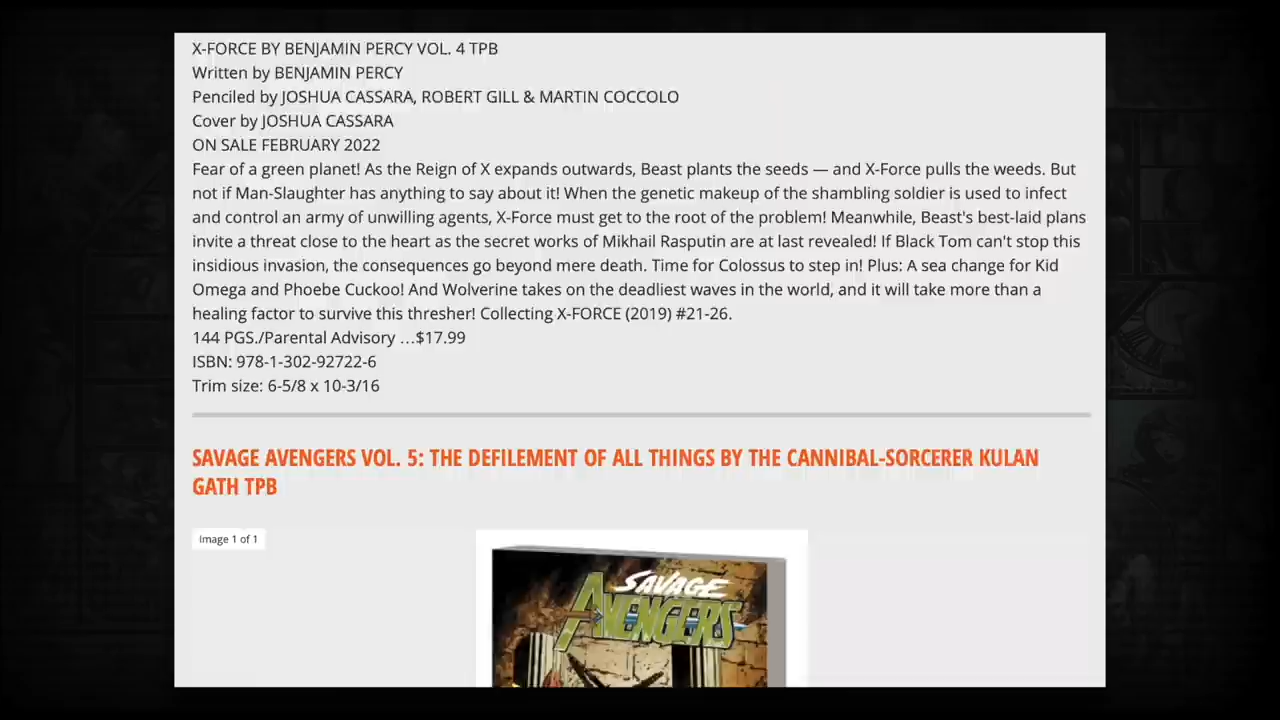 X-FORCE BY BENJAMIN PERCY VOL. 4 TPB
Written by BENJAMIN PERCY
Penciled by JOSHUA CASSARA, ROBERT GILL & MARTIN COCCOLO
Cover by JOSHUA CASSARA
ON SALE FEBRUARY 2022
Fear of a green planet! As the Reign of X expands outwards, Beast plants the seeds — and X-Force pulls the weeds. But
not if Man-Slaughter has anything to say about it! When the genetic makeup of the shambling soldier is used to infect
and control an army of unwilling agents, X-Force must get to the root of the problem! Meanwhile, Beast's best-laid plans
invite a threat close to the heart as the secret works of Mikhail Rasputin are at last revealed! If Black Tom can't stop this
insidious invasion, the consequences go beyond mere death. Time for Colossus to step in! Plus: A sea change for Kid
Omega and Phoebe Cuckoo! And Wolverine takes on the deadliest waves in the world, and it will take more than a
healing factor to survive this thresher! Collecting X-FORCE (2019) #21-26.
144 PGS./Parental Advisory …$17.99
ISBN: 978-1-302-92722-6
Trim size: 6-5/8 x 10-3/16
SAVAGE AVENGERS VOL. 5: THE DEFILEMENT OF ALL THINGS BY THE CANNIBAL-SORCERER KULAN
GATH TPB
Image 1 of 1
SAVAGE
AVENGERS